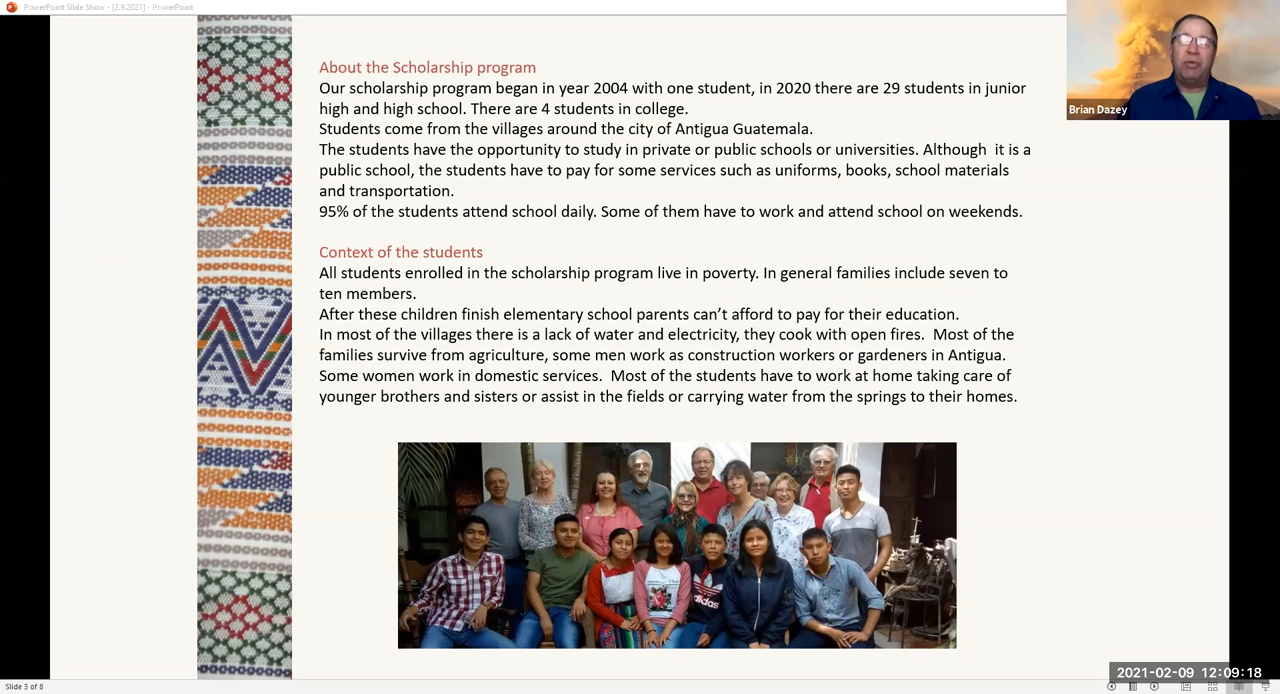 PowerPoint Slide Show - [2.9.2021] - PowerPoint
About the Scholarship program
Our scholarship program began in year 2004 with one student, in 2020 there are 29 students in junior
high and high school. There are 4 students in college.
Students come from the villages around the city of Antigua Guatemala.
The students have the opportunity to study in private or public schools or universities. Although  it is a
public school, the students have to pay for some services such as uniforms, books, school materials
and transportation.
95% of the students attend school daily. Some of them have to work and attend school on weekends.
Context of the students
All students enrolled in the scholarship program live in poverty. In general families include seven to
ten members.
After these children finish elementary school parents can’t afford to pay for their education.
In most of the villages there is a lack of water and electricity, they cook with open fires.  Most of the
families survive from agriculture, some men work as construction workers or gardeners in Antigua.
Some women work in domestic services.  Most of the students have to work at home taking care of
younger brothers and sisters or assist in the fields or carrying water from the springs to their homes.
Brian Dazey
adidas
2021-02-09 12:09:18
Slide 3 of 8